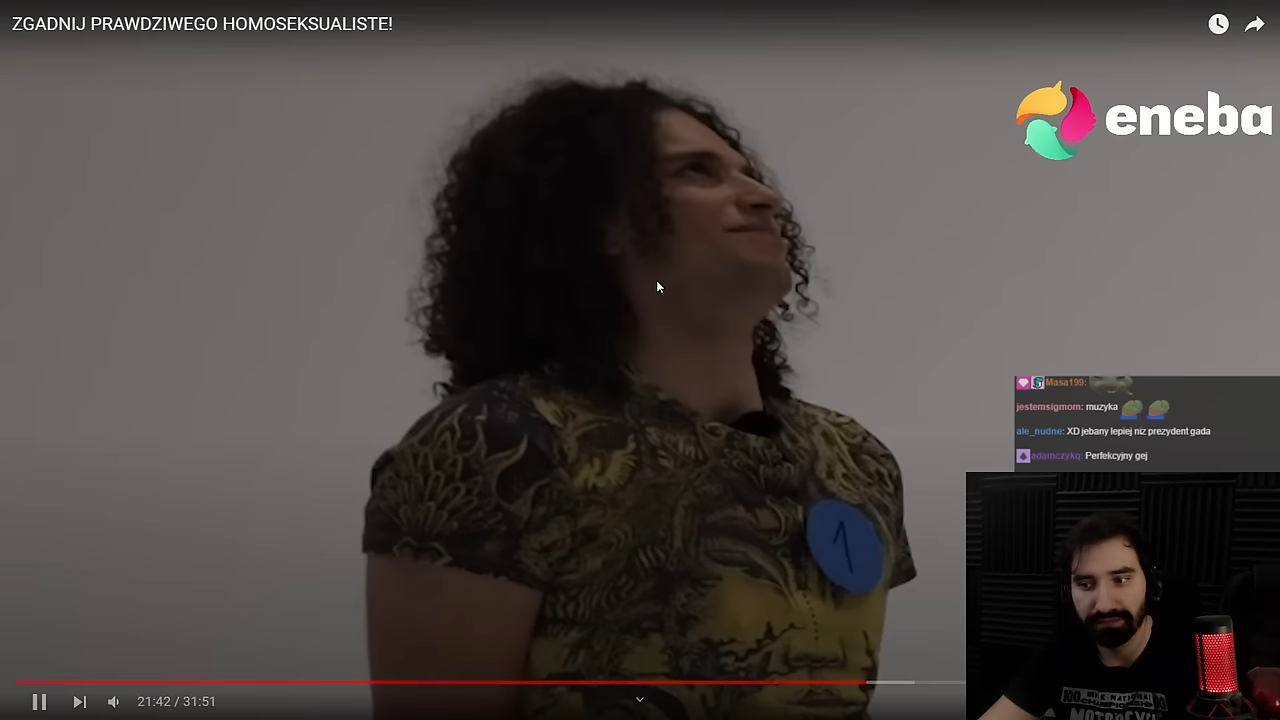 ZGADNIJ PRAWDZIWEGO HOMOSEKSUALISTE!
eneba
Masa199:
jestemsigmom: muzyka
ale_nudne: XD jebany lepiej niz prezydent gada
adamczykq: Perfekcyjny gej
1
21:42 / 31:51